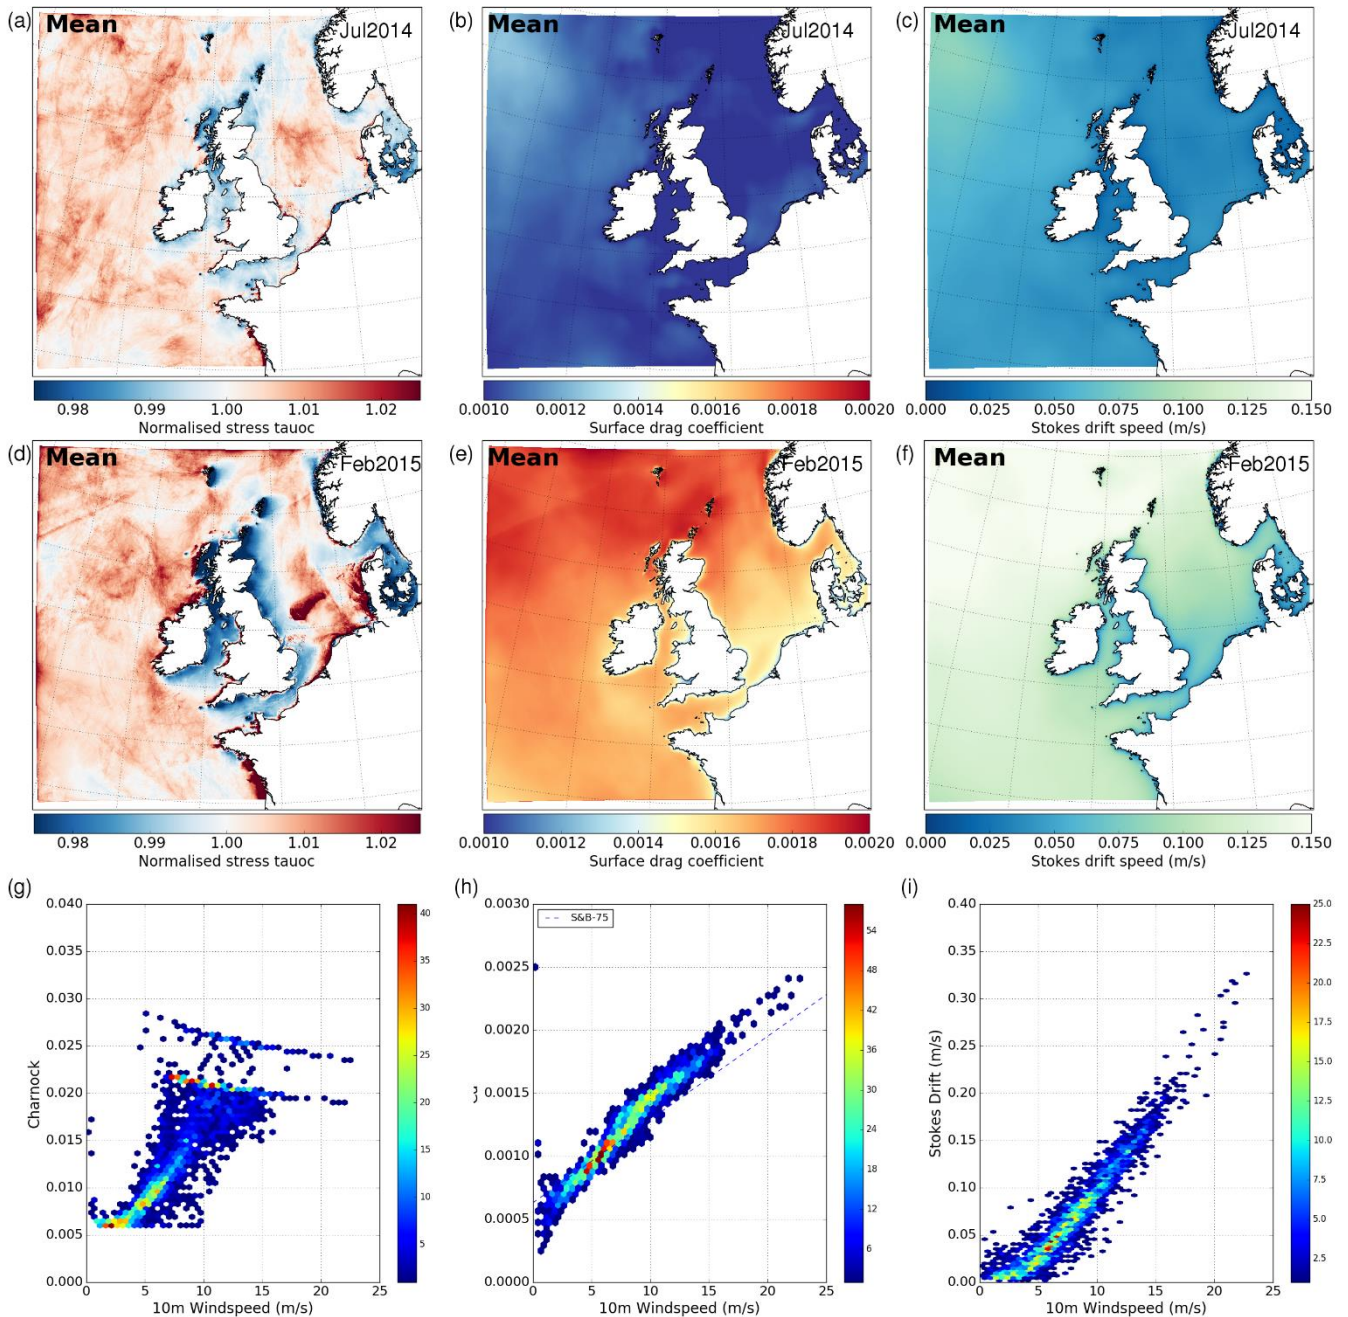 (a) Mean Jul2014
(b) Mean Jul2014
(c) Mean Jul2014
0.98 0.99 1.00 1.01 1.02
Normalised stress tauoc
0.0010 0.0012 0.0014 0.0016 0.0018 0.0020
Surface drag coefficient
0.000 0.025 0.050 0.075 0.100 0.125 0.150
Stokes drift speed (m/s)
(d) Mean Feb2015
(e) Mean Feb2015
(f) Mean Feb2015
0.98 0.99 1.00 1.01 1.02
Normalised stress tauoc
0.0010 0.0012 0.0014 0.0016 0.0018 0.0020
Surface drag coefficient
0.000 0.025 0.050 0.075 0.100 0.125 0.150
Stokes drift speed (m/s)
(g)
0.040
0.035
0.030
0.025
0.020
0.015
0.010
0.005
0.000
Charnock
0 5 10 15 20 25
10m Windspeed (m/s)
40
35
30
25
20
15
10
5
(h)
S&B-75
0.0030
0.0025
0.0020
0.0015
0.0010
0.0005
0.0000
0 5 10 15 20 25
10m Windspeed (m/s)
54
48
42
36
30
24
18
12
6
(i)
0.40
0.35
0.30
0.25
0.20
0.15
0.10
0.05
0.00
Stokes Drift (m/s)
0 5 10 15 20 25
10m Windspeed (m/s)
25.0
22.5
20.0
17.5
15.0
12.5
10.0
7.5
5.0
2.5